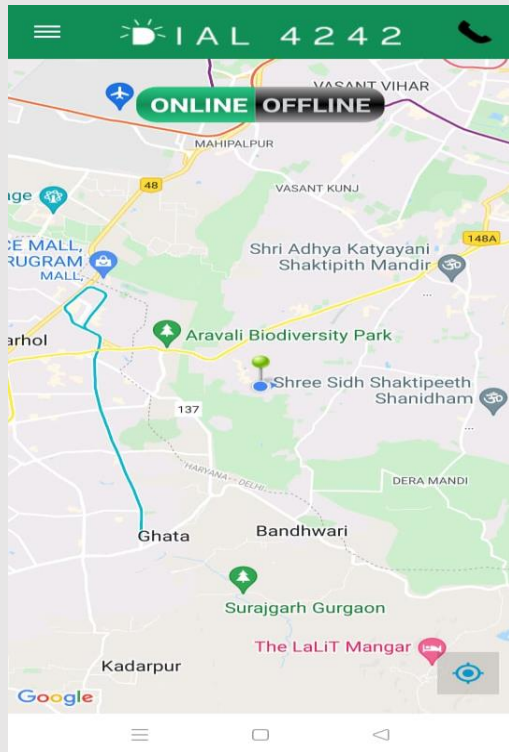 DIAL 4242
VASANT VIHAR
ONLINE OFFLINE
MAHIPALPUR
48
VASANT KUNJ
ge
148A
CE MALL,
RUGRAM
MALL,
Shri Adhya Katyayani
Shaktipith Mandir
arhol
Aravali Biodiversity Park
Shree Sidh Shaktipeeth
Shanidham
137
HARYANA
DELHI
DERA MANDI
Ghata
Bandhwari
Surajgarh Gurgaon
The LaLiT Mangar
Kadarpur
Google